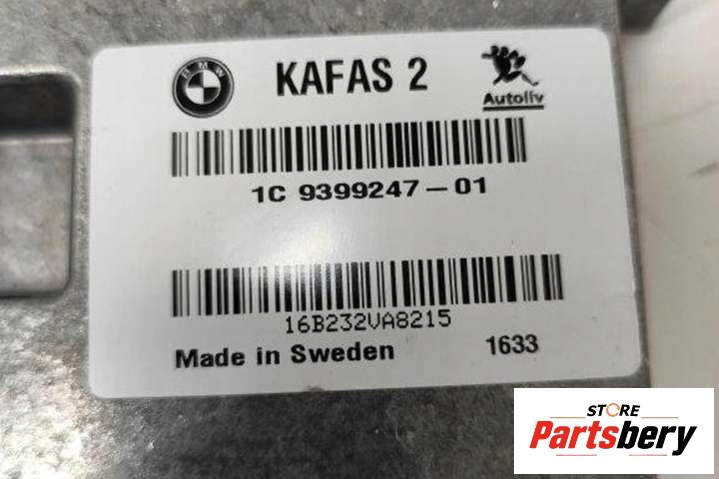 BMW
KAFAS 2
Autoliv
1C 9399247-01
16B232VA8215
Made in Sweden 1633
STORE
Partsbery